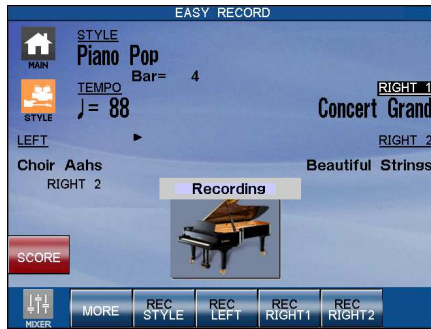 EASY RECORD
MAIN
STYLE
Piano Pop
Bar= 4
STYLE
TEMPO
♩= 88
RIGHT 1
Concert Grand
LEFT
RIGHT 2
Choir Aahs
Beautiful Strings
RIGHT 2
Recording
SCORE
MIXER
MORE
REC STYLE
REC LEFT
REC RIGHT1
REC RIGHT2